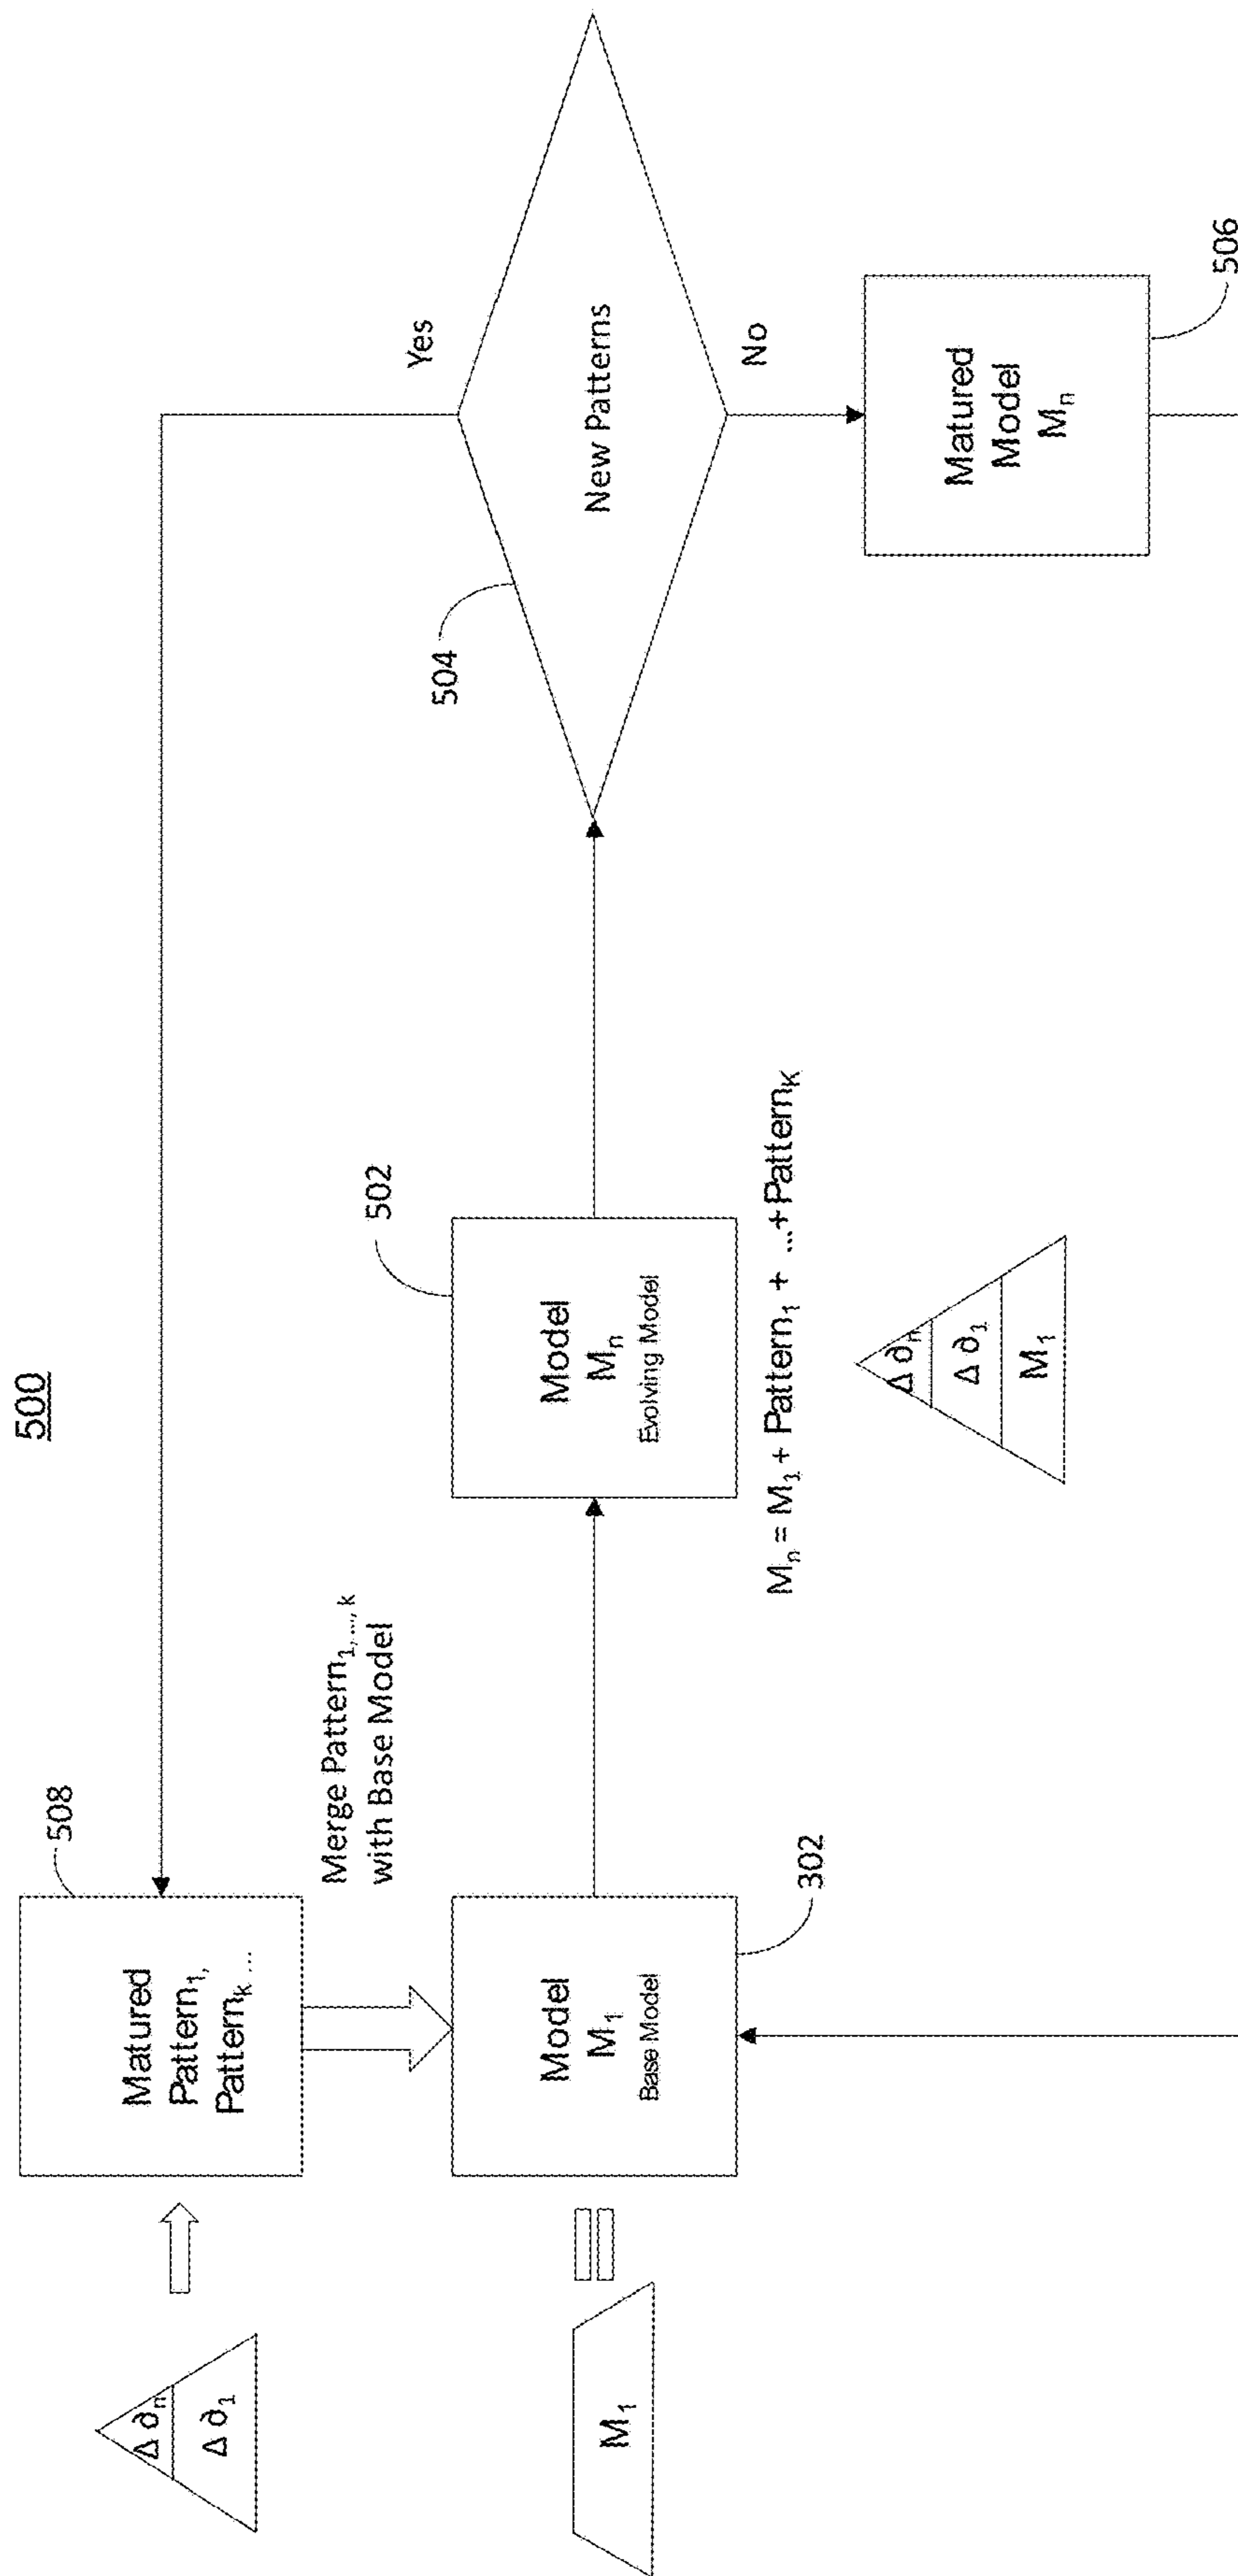 500
508
Matured
Pattern₁,
Patternₖ ...
Δ ∂ₙ
Δ ∂₁
Merge Pattern₁,...,ₖ
with Base Model
Yes
M₁
Model
M₁
Base Model
302
502
Model
Mₙ
Evolving Model
Mₙ = M₁ + Pattern₁ + ...+Pattern_K
Δ ∂ₙ
Δ ∂₁
M₁
504
New Patterns
No
Matured
Model
Mₙ
506